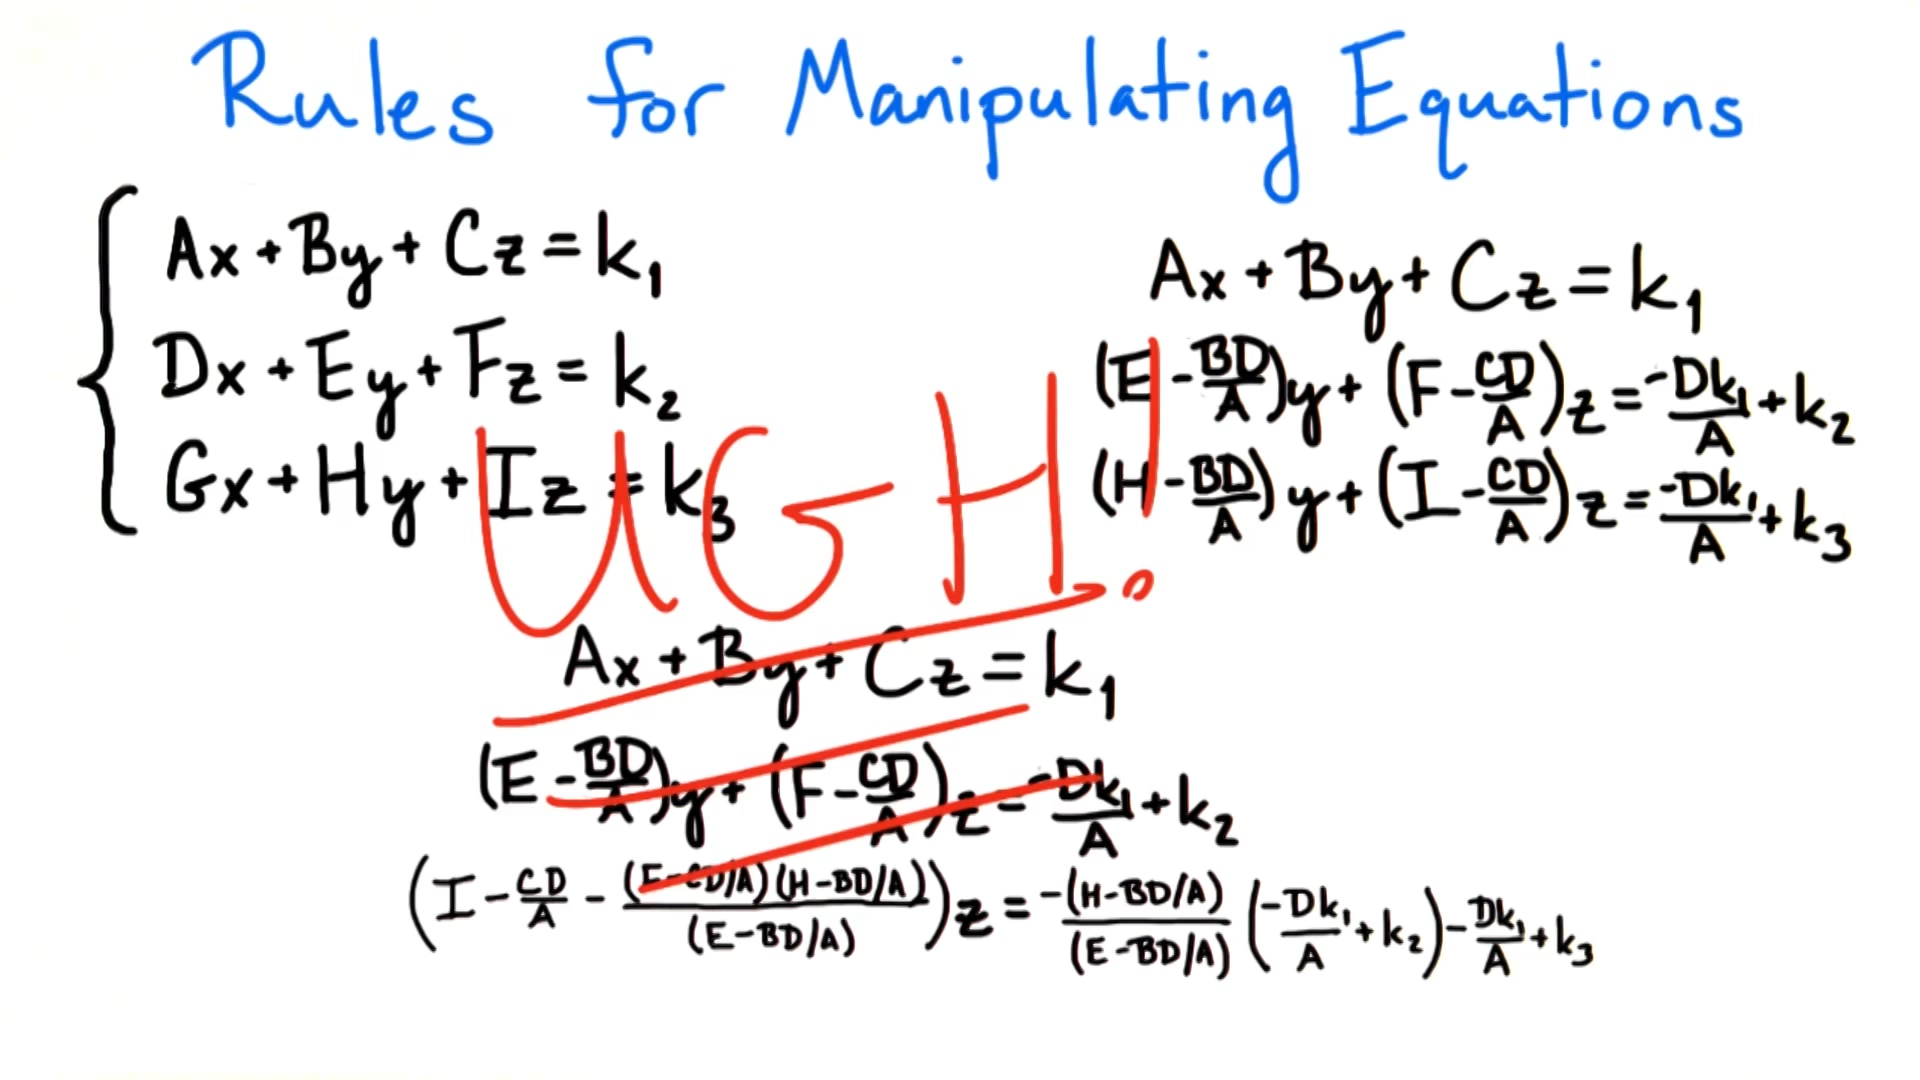 Rules for Manipulating Equations
Ax + By + Cz = k₁
Dx + Ey + Fz = k₂
Gx + Hy + Iz = k₃
Ax + By + Cz = k₁
(E - BD/A)y + (F - CD/A)z = -Dk₁/A + k₂
(H - BD/A)y + (I - CD/A)z = -Dk₁/A + k₃
UGH!
Ax + By + Cz = k₁
(E - BD/A)y + (F - CD/A)z = -Dk₁/A + k₂
(I - CD/A - (F-CD/A)(H-BD/A)/(E-BD/A))z = -(H-BD/A)/(E-BD/A) (-Dk₁/A + k₂) - Dk₁/A + k₃